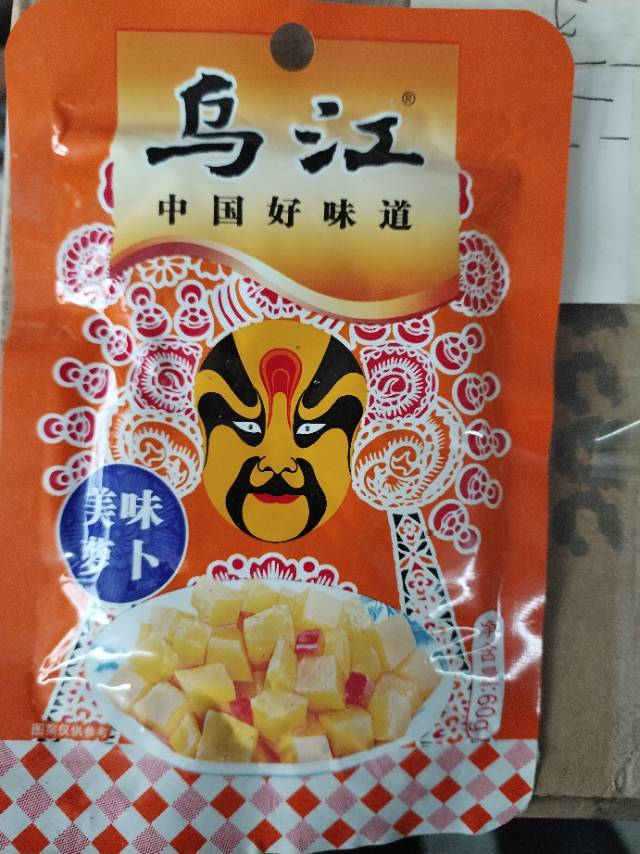 乌江®
中国好味道
美味
萝卜
净含量:60g
图案仅供参考